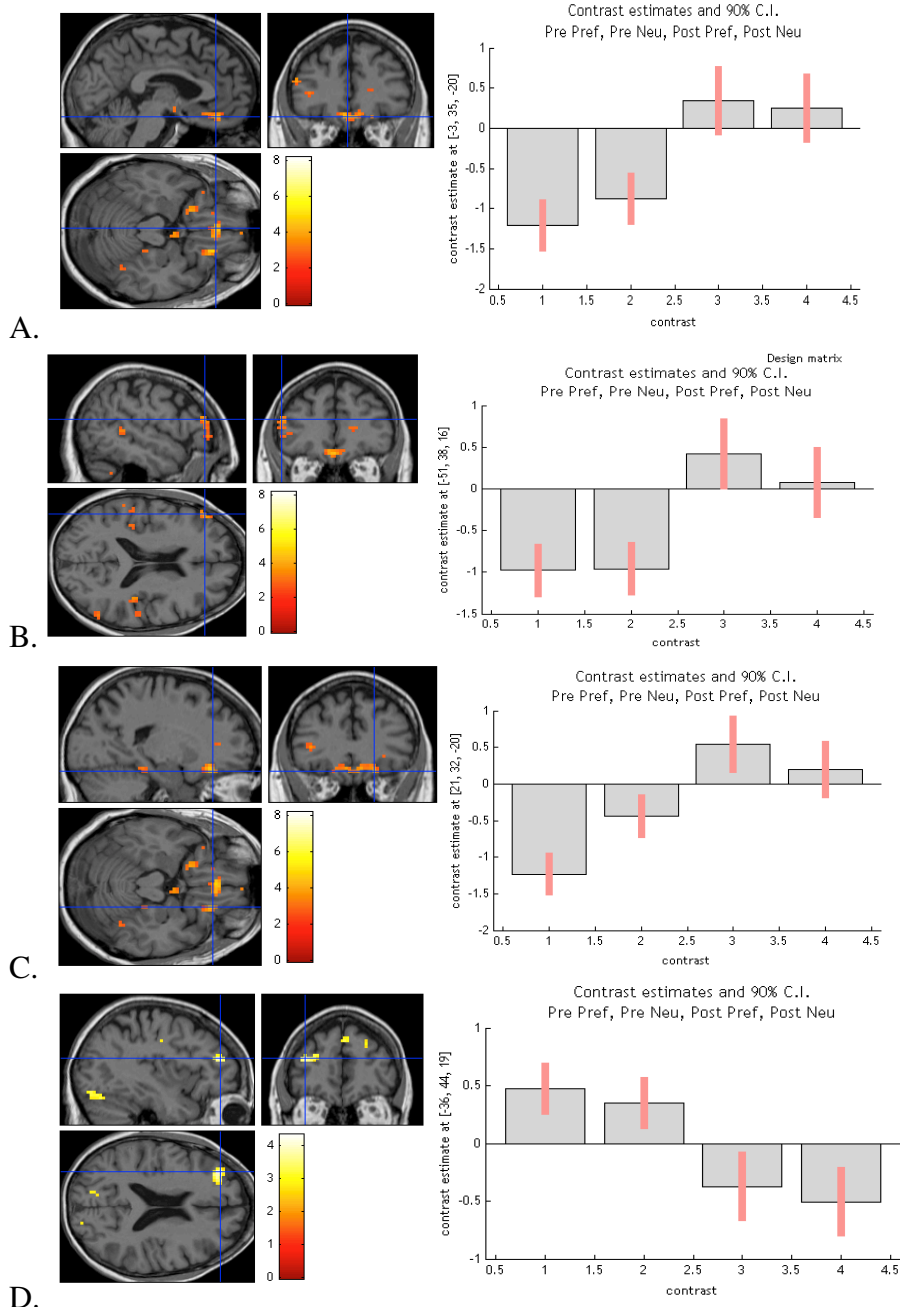 Contrast estimates and 90% C.I.
Pre Pref, Pre Neu, Post Pref, Post Neu
contrast estimate at [-3, 35, -20]
1
0.5
0
-0.5
-1
-1.5
-2
0.5 1 1.5 2 2.5 3 3.5 4 4.5
contrast
8
6
4
2
0
A.
Design matrix
Contrast estimates and 90% C.I.
Pre Pref, Pre Neu, Post Pref, Post Neu
contrast estimate at [-51, 38, 16]
1
0.5
0
-0.5
-1
-1.5
0.5 1 1.5 2 2.5 3 3.5 4 4.5
contrast
8
6
4
2
0
B.
Contrast estimates and 90% C.I.
Pre Pref, Pre Neu, Post Pref, Post Neu
contrast estimate at [21, 32, -20]
1
0.5
0
-0.5
-1
-1.5
-2
0.5 1 1.5 2 2.5 3 3.5 4 4.5
contrast
8
6
4
2
0
C.
Contrast estimates and 90% C.I.
Pre Pref, Pre Neu, Post Pref, Post Neu
contrast estimate at [-36, 44, 19]
1
0.5
0
-0.5
-1
0.5 1 1.5 2 2.5 3 3.5 4 4.5
contrast
4
3
2
1
0
D.